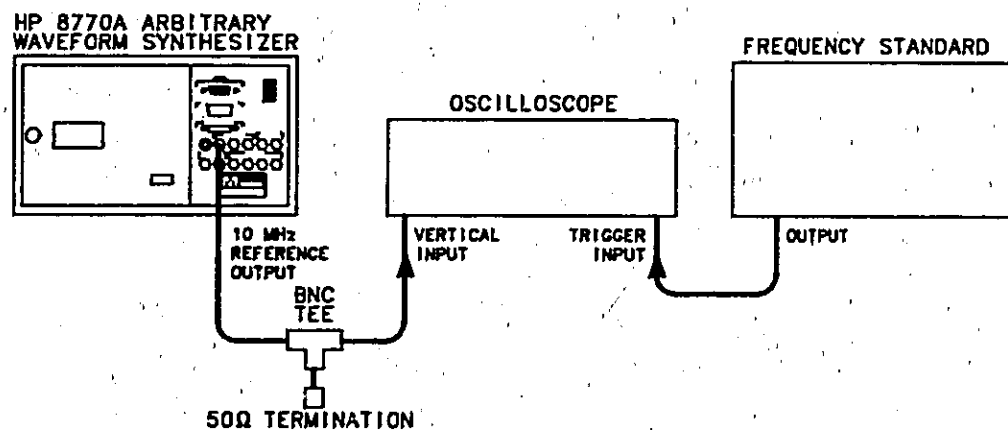 HP 8770A ARBITRARY
WAVEFORM SYNTHESIZER
FREQUENCY STANDARD
OSCILLOSCOPE
10 MHz
REFERENCE
OUTPUT
VERTICAL
INPUT
TRIGGER
INPUT
OUTPUT
BNC
TEE
50Ω TERMINATION